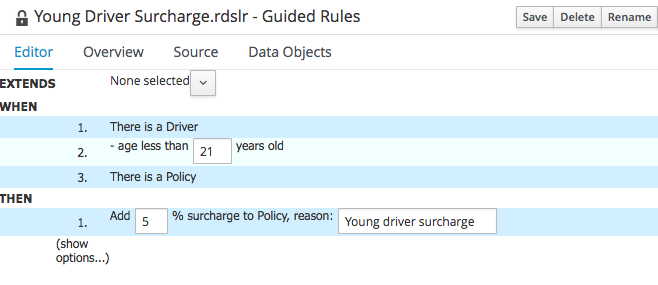 Young Driver Surcharge.rdslr - Guided Rules
Save Delete Rename
Editor Overview Source Data Objects
EXTENDS None selected
WHEN
1. There is a Driver
2. - age less than 21 years old
3. There is a Policy
THEN
1. Add 5 % surcharge to Policy, reason: Young driver surcharge
(show
options...)